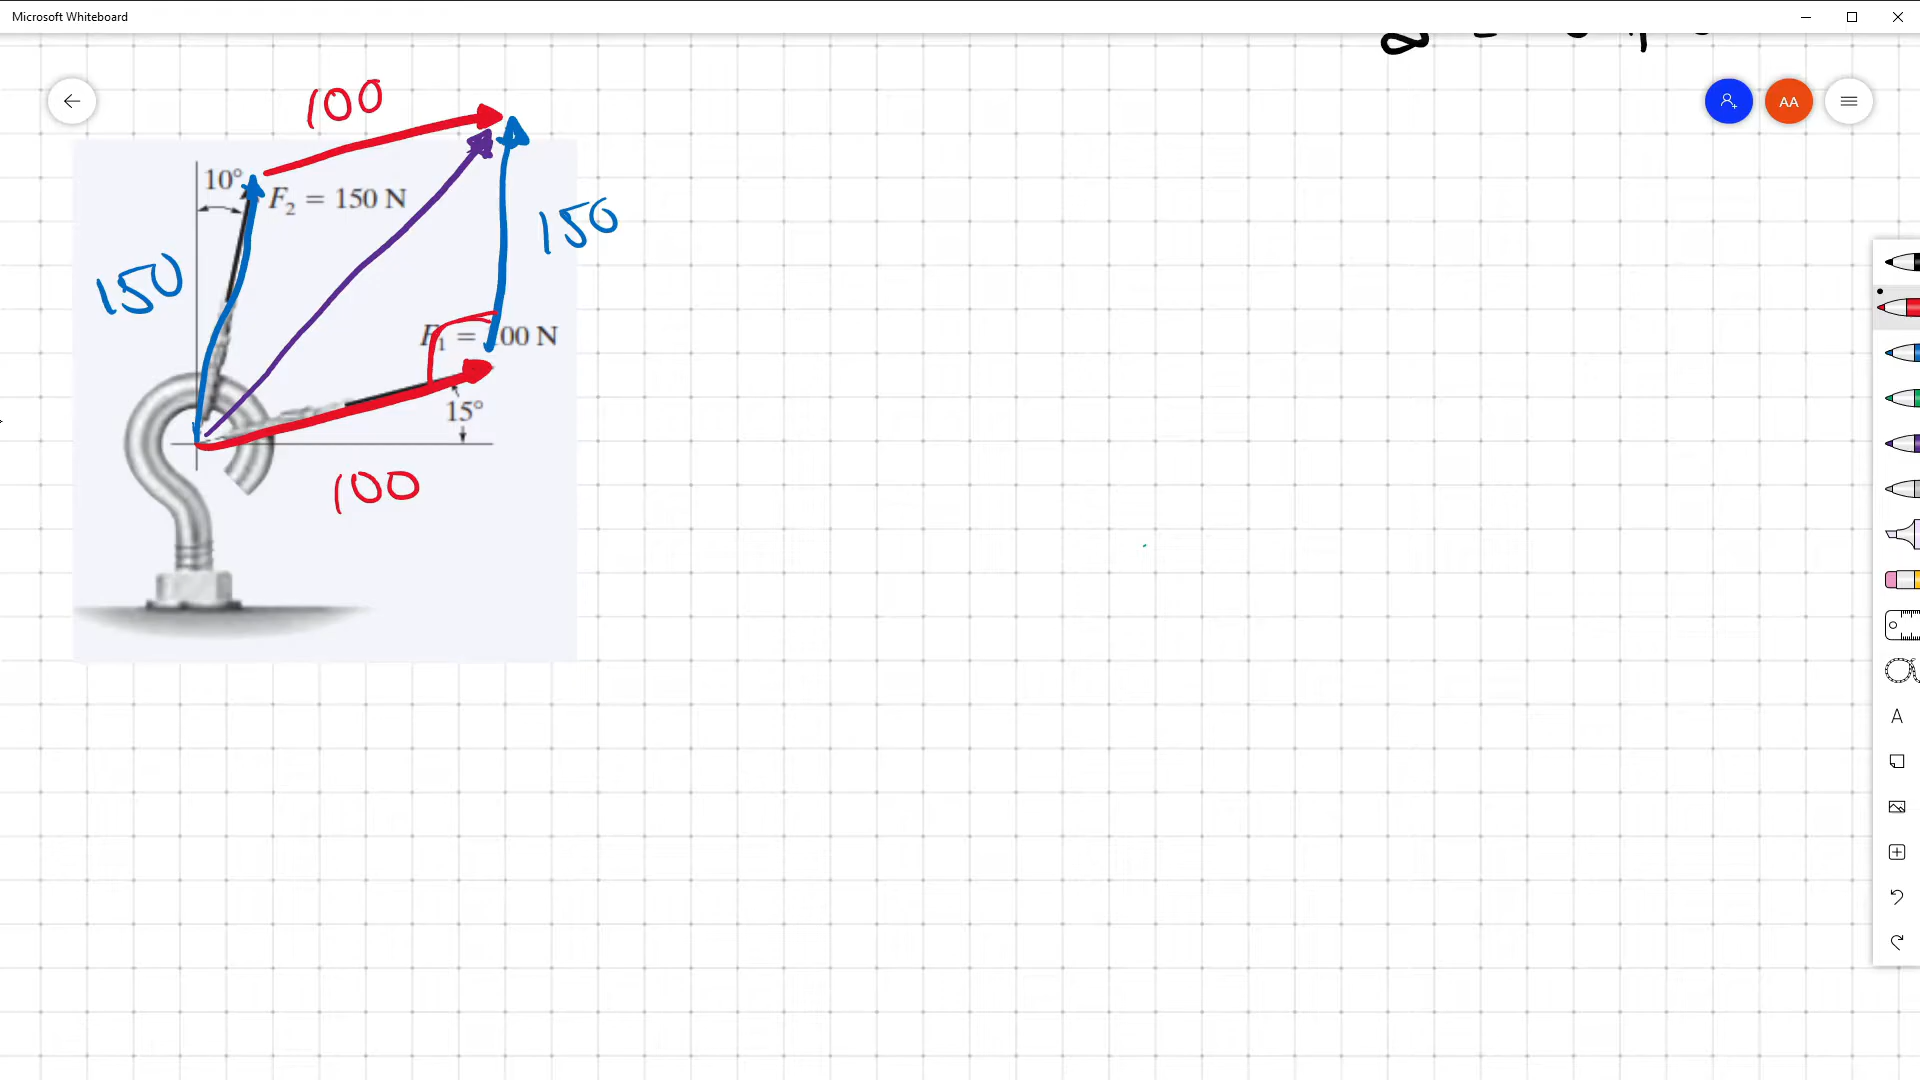 Microsoft Whiteboard
AA
100
10°
F₂ = 150 N
150
150
F₁ = 00 N
15°
100
A